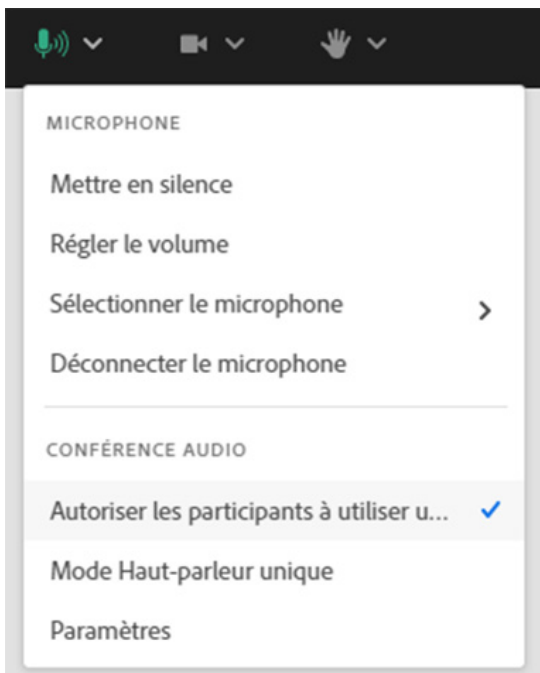 MICROPHONE
Mettre en silence
Régler le volume
Sélectionner le microphone
Déconnecter le microphone
CONFÉRENCE AUDIO
Autoriser les participants à utiliser u...
Mode Haut-parleur unique
Paramètres